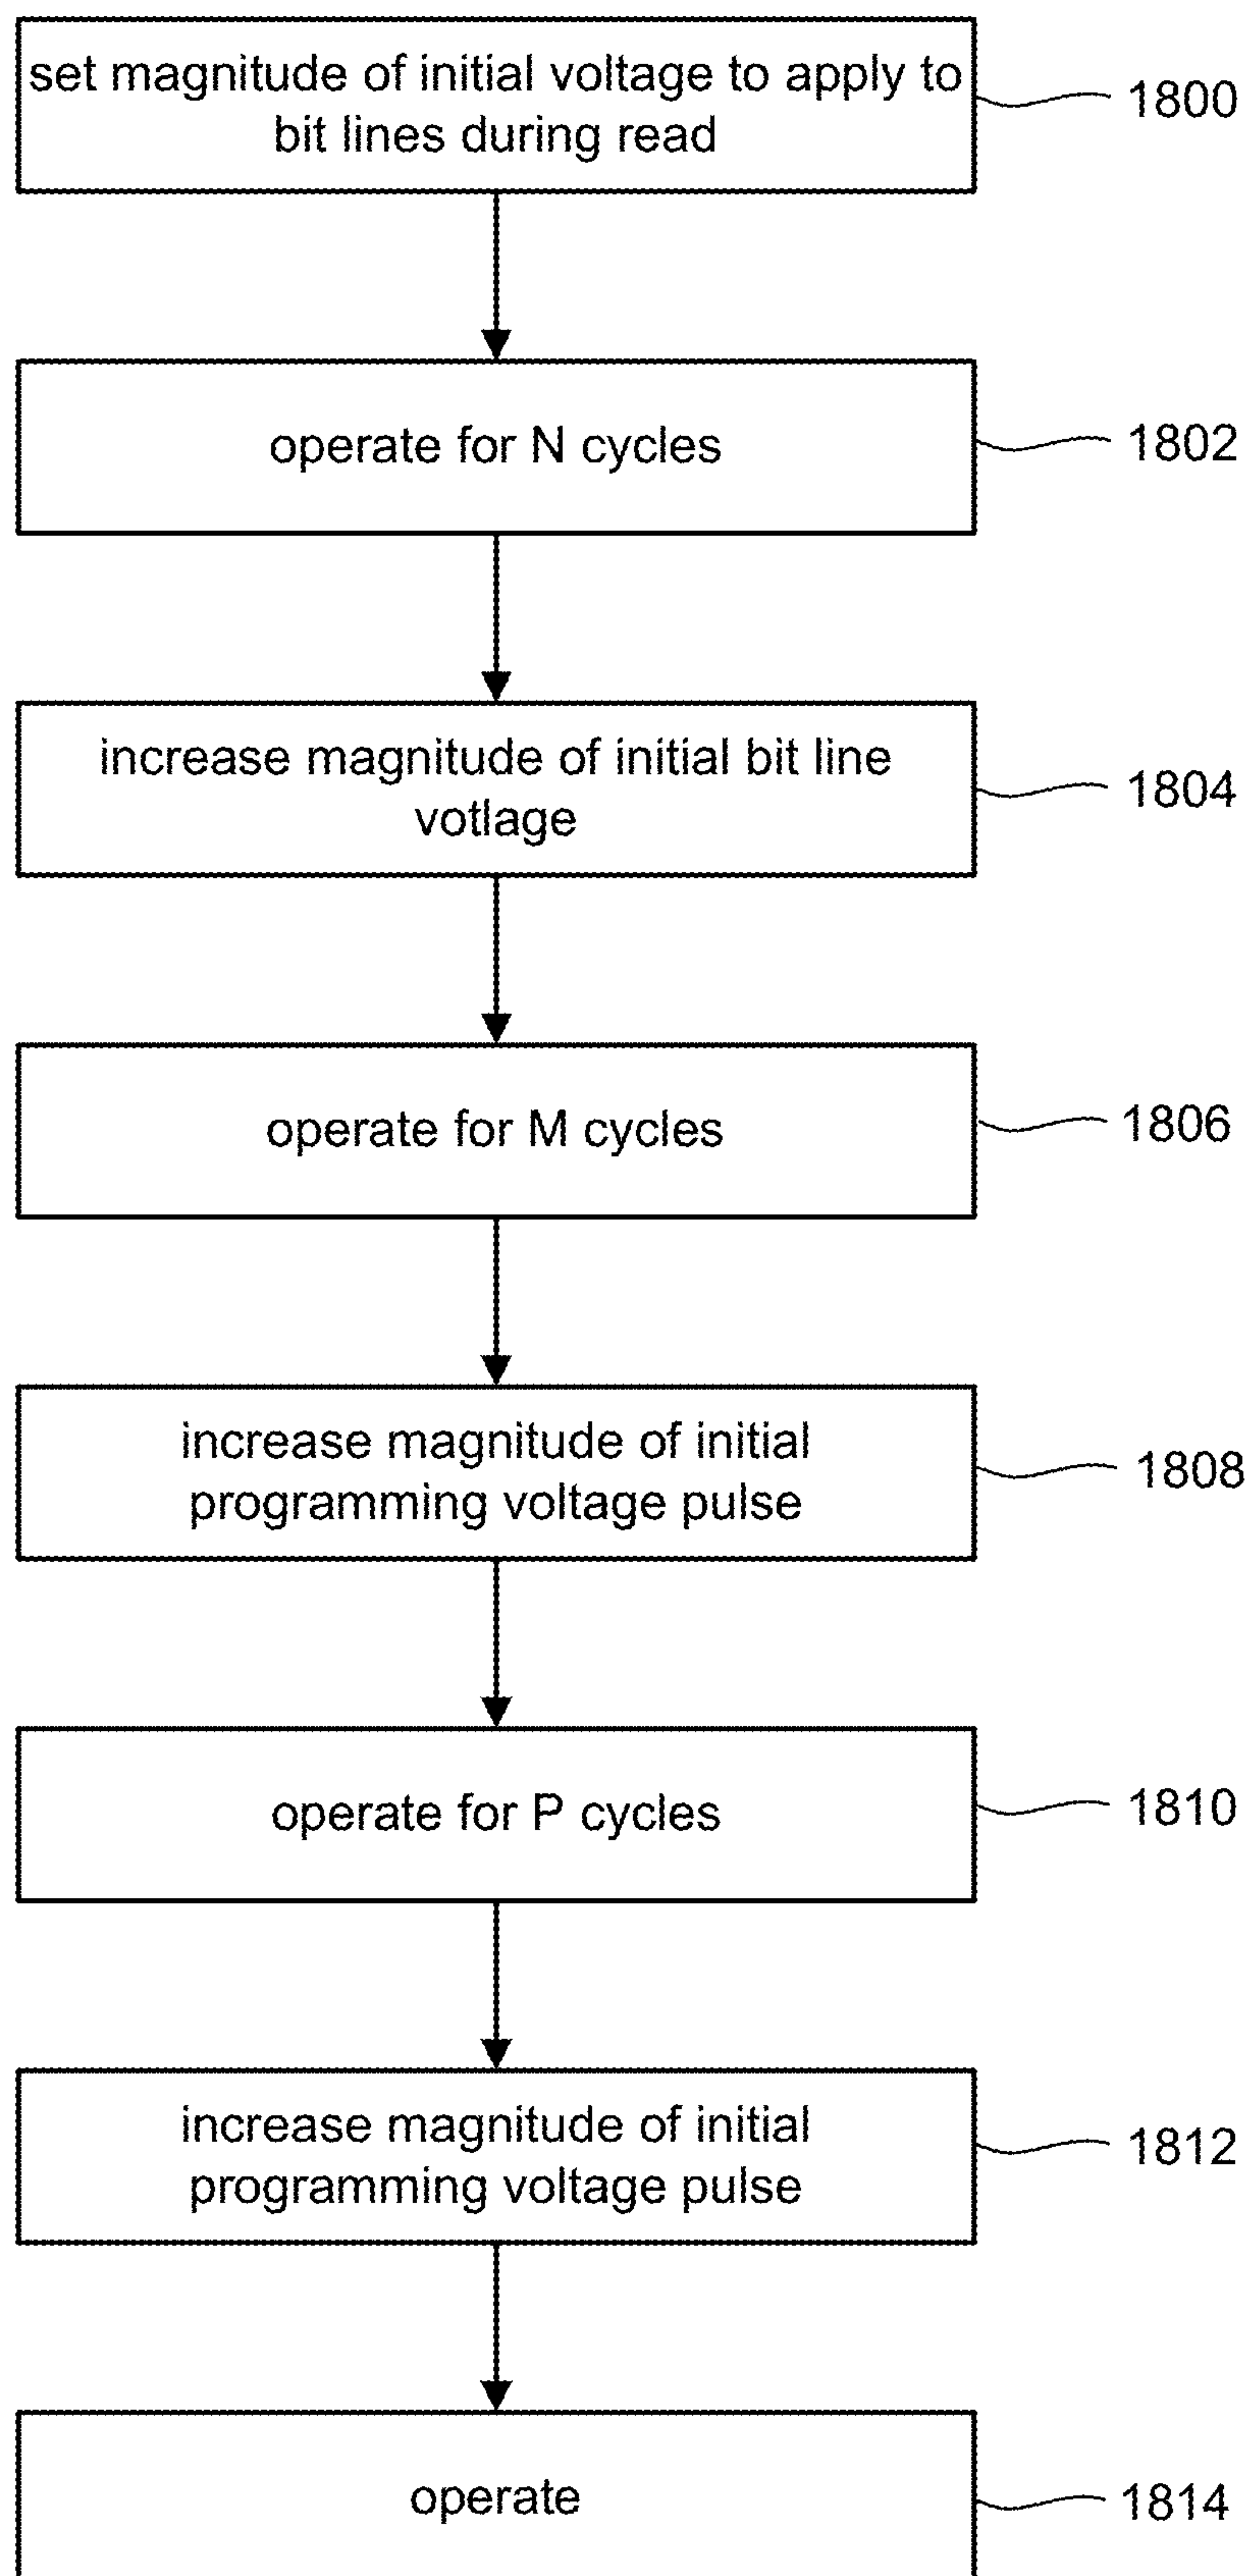 set magnitude of initial voltage to apply to
bit lines during read
1800
operate for N cycles
1802
increase magnitude of initial bit line
votlage
1804
operate for M cycles
1806
increase magnitude of initial
programming voltage pulse
1808
operate for P cycles
1810
increase magnitude of initial
programming voltage pulse
1812
operate
1814